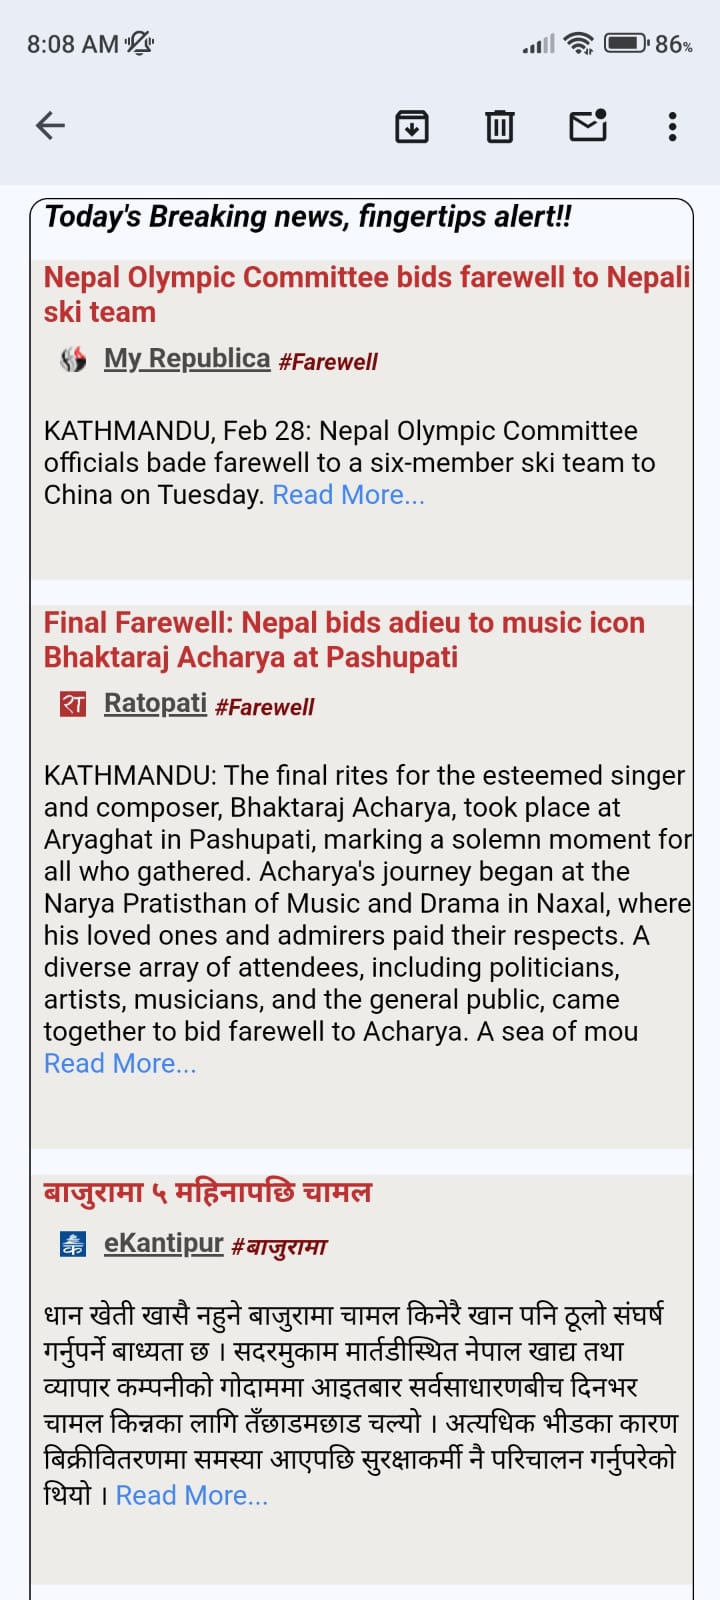 8:08 AM
86%
Today's Breaking news, fingertips alert!!
Nepal Olympic Committee bids farewell to Nepali
ski team
My Republica #Farewell
KATHMANDU, Feb 28: Nepal Olympic Committee
officials bade farewell to a six-member ski team to
China on Tuesday. Read More...
Final Farewell: Nepal bids adieu to music icon
Bhaktaraj Acharya at Pashupati
रा Ratopati #Farewell
KATHMANDU: The final rites for the esteemed singer
and composer, Bhaktaraj Acharya, took place at
Aryaghat in Pashupati, marking a solemn moment for
all who gathered. Acharya's journey began at the
Narya Pratisthan of Music and Drama in Naxal, where
his loved ones and admirers paid their respects. A
diverse array of attendees, including politicians,
artists, musicians, and the general public, came
together to bid farewell to Acharya. A sea of mou
Read More...
बाजुरामा ५ महिनापछि चामल
eKantipur #बाजुरामा
धान खेती खासै नहुने बाजुरामा चामल किनेरै खान पनि ठूलो संघर्ष
गर्नुपर्ने बाध्यता छ । सदरमुकाम मार्तडीस्थित नेपाल खाद्य तथा
व्यापार कम्पनीको गोदाममा आइतबार सर्वसाधारणबीच दिनभर
चामल किन्नका लागि तँछाडमछाड चल्यो । अत्यधिक भीडका कारण
बिक्रीवितरणमा समस्या आएपछि सुरक्षाकर्मी नै परिचालन गर्नुपरेको
थियो । Read More...